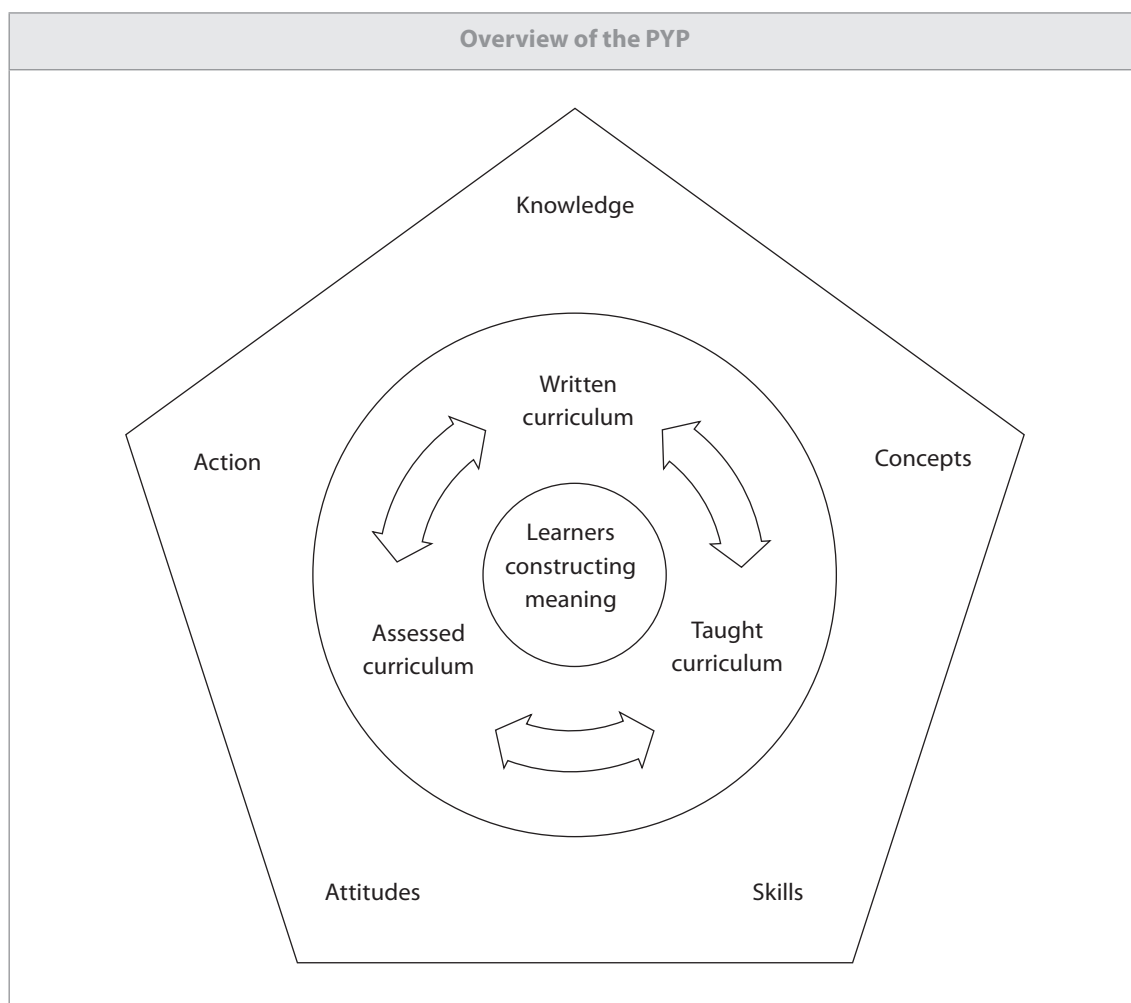 Overview of the PYP
Knowledge
Written
curriculum
Action
Concepts
Learners
constructing
meaning
Assessed
curriculum
Taught
curriculum
Attitudes
Skills